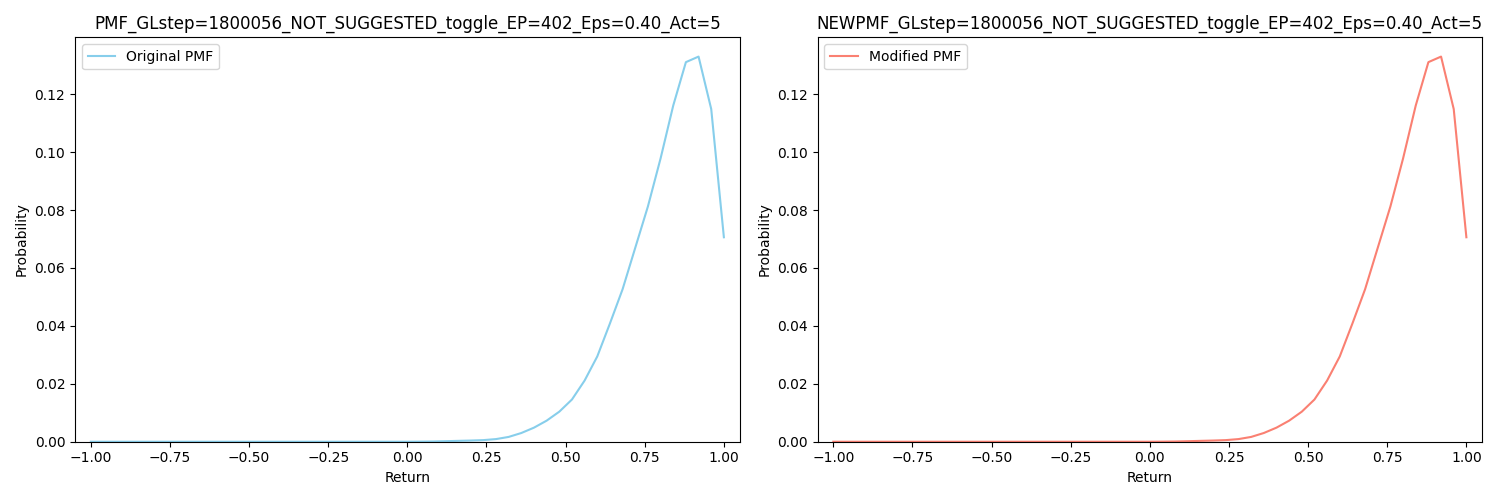 PMF_GLstep=1800056_NOT_SUGGESTED_toggle_EP=402_Eps=0.40_Act=5
Original PMF
Probability
0.12
0.10
0.08
0.06
0.04
0.02
0.00
−1.00 −0.75 −0.50 −0.25 0.00 0.25 0.50 0.75 1.00
Return
NEWPMF_GLstep=1800056_NOT_SUGGESTED_toggle_EP=402_Eps=0.40_Act=5
Modified PMF
Probability
0.12
0.10
0.08
0.06
0.04
0.02
0.00
−1.00 −0.75 −0.50 −0.25 0.00 0.25 0.50 0.75 1.00
Return